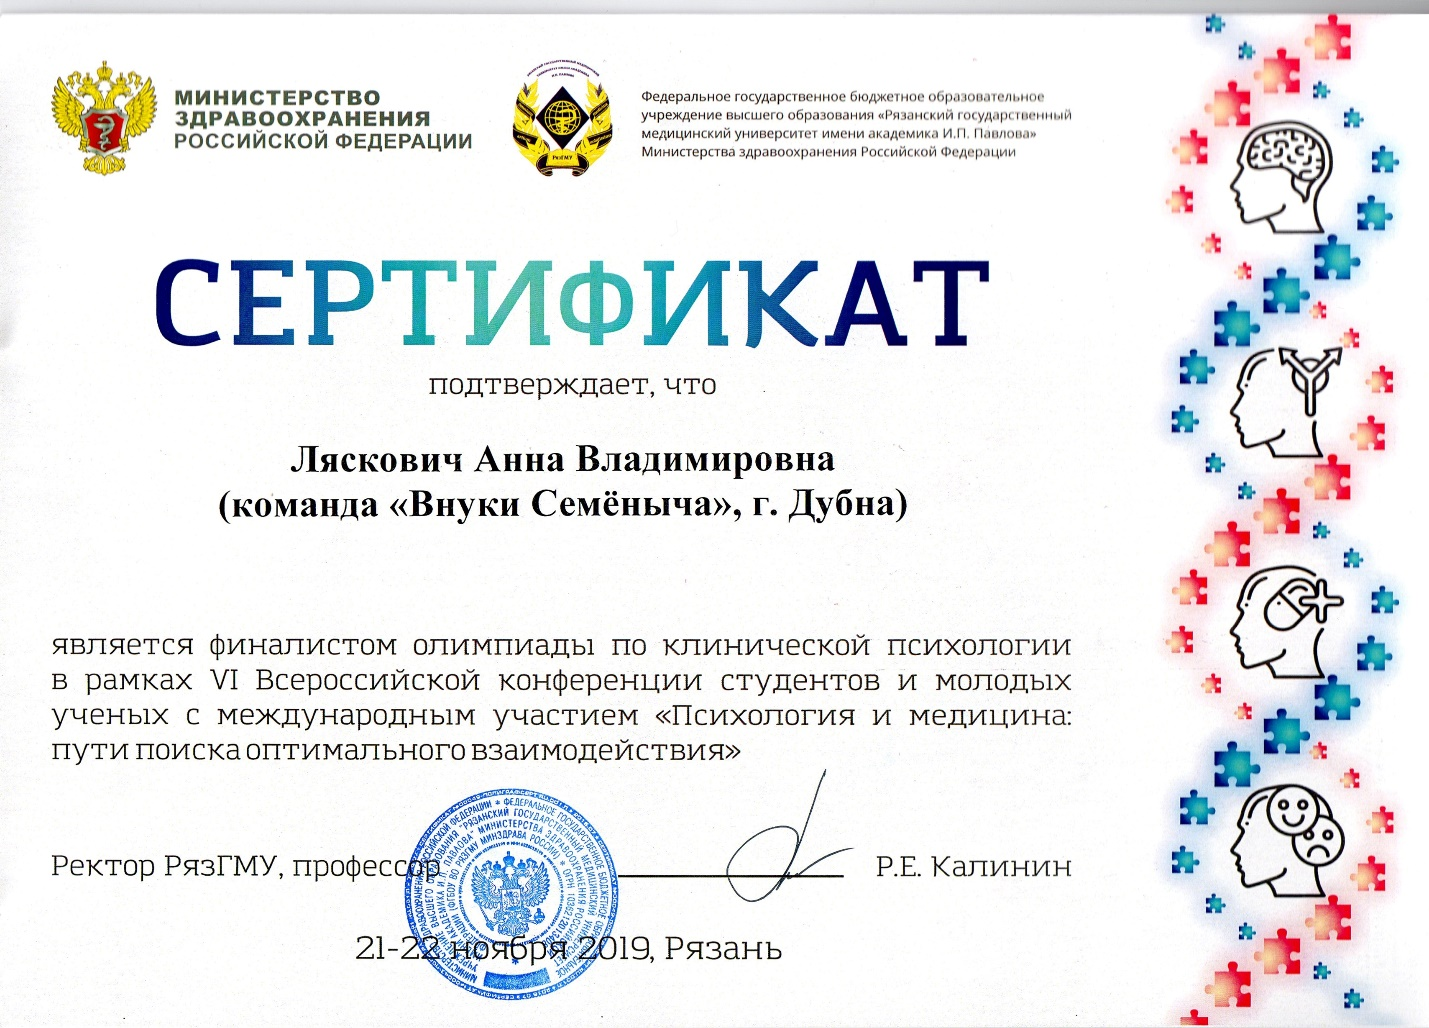 МИНИСТЕРСТВО
ЗДРАВООХРАНЕНИЯ
РОССИЙСКОЙ ФЕДЕРАЦИИ
РязГМУ
Федеральное государственное бюджетное образовательное
учреждение высшего образования «Рязанский государственный
медицинский университет имени академика И.П. Павлова»
Министерства здравоохранения Российской Федерации
СЕРТИФИКАТ
подтверждает, что
Ляскович Анна Владимировна
(команда «Внуки Семёныча», г. Дубна)
является финалистом олимпиады по клинической психологии
в рамках VI Всероссийской конференции студентов и молодых
ученых с международным участием «Психология и медицина:
пути поиска оптимального взаимодействия»
Ректор РязГМУ, профессор
Р.Е. Калинин
21-22 ноября 2019, Рязань